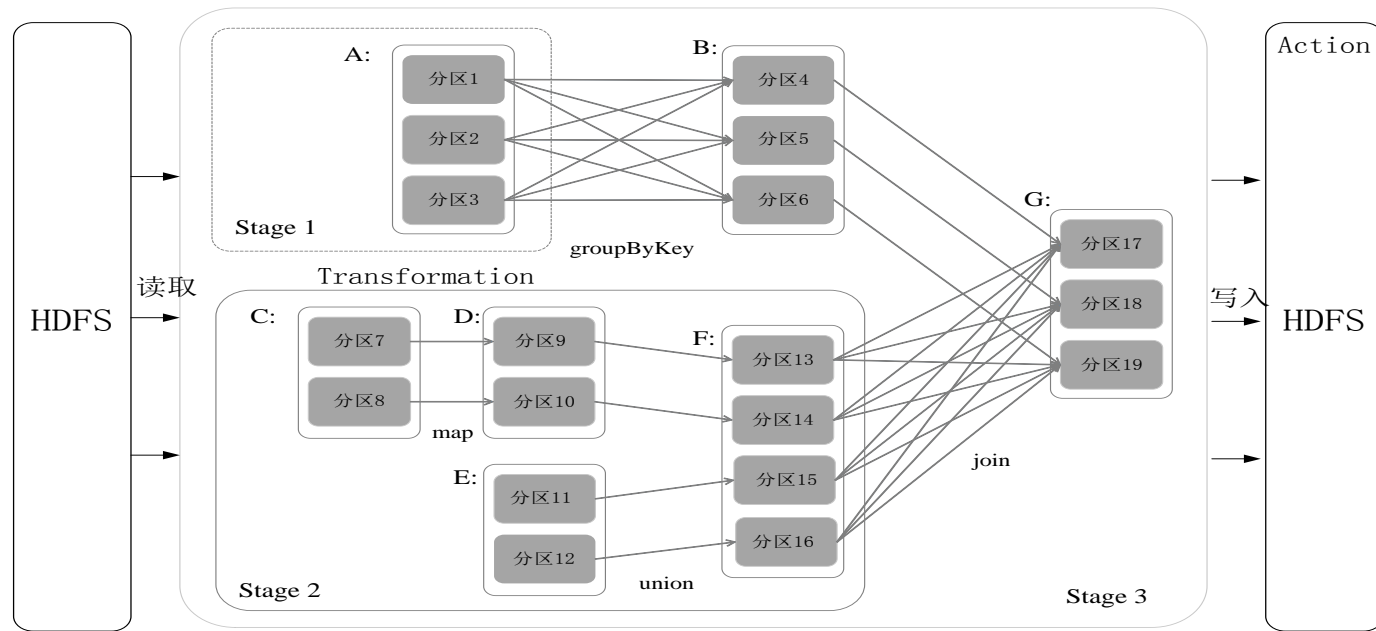 HDFS
读取
A:
分区1
分区2
分区3
Stage 1
B:
分区4
分区5
分区6
groupByKey
Transformation
C:
分区7
分区8
map
D:
分区9
分区10
E:
分区11
分区12
union
F:
分区13
分区14
分区15
分区16
Stage 2
join
G:
分区17
分区18
分区19
Stage 3
写入
Action
HDFS